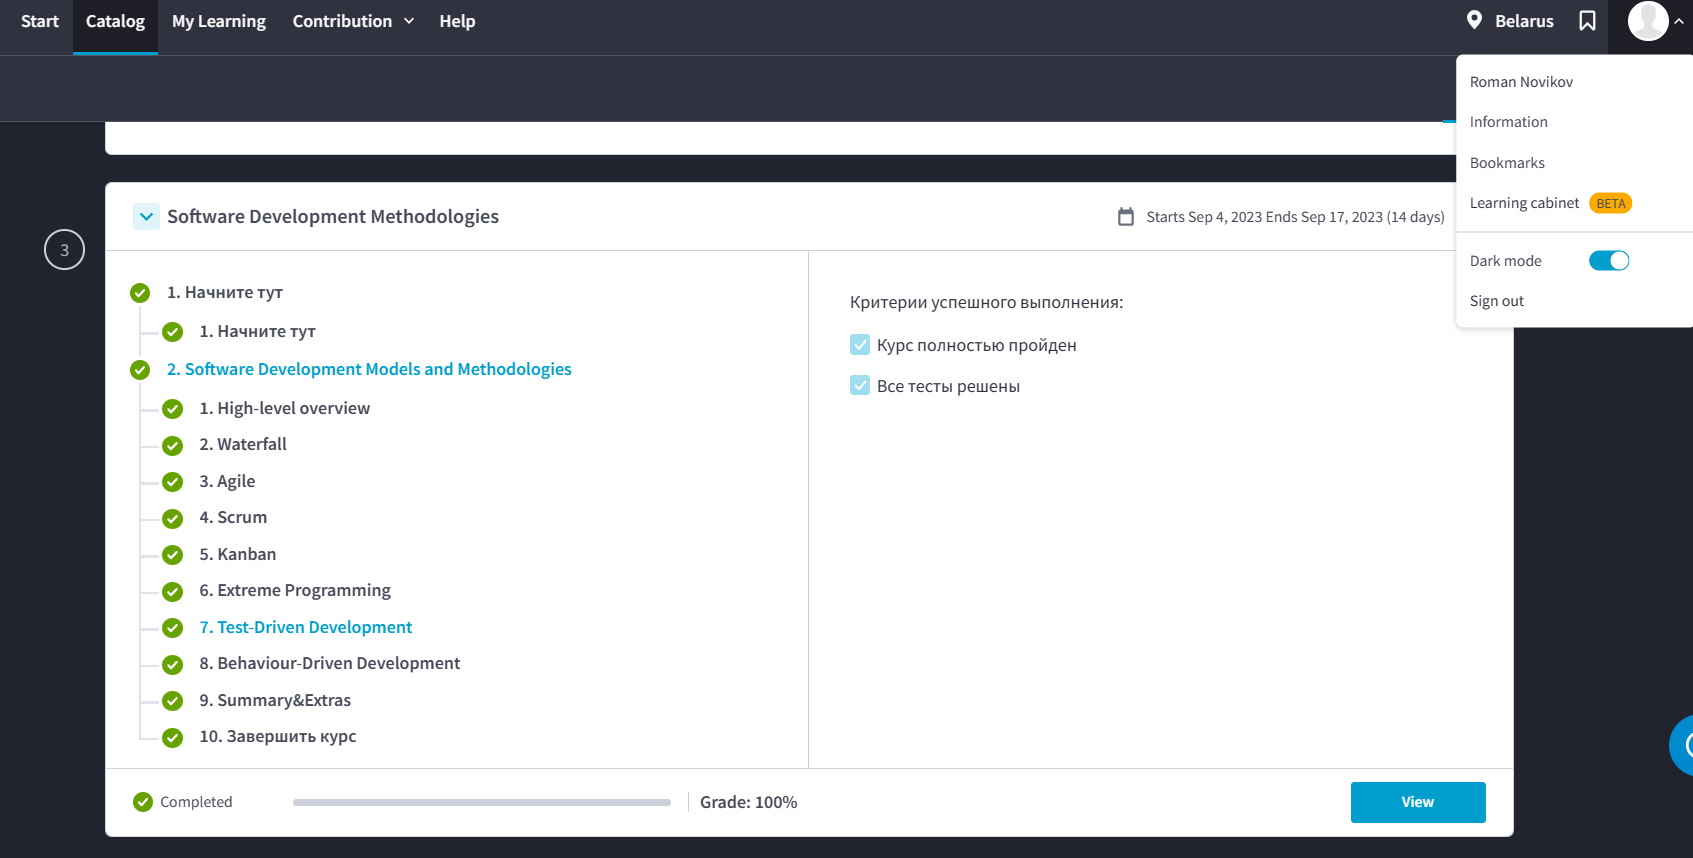 Start Catalog My Learning Contribution Help Belarus
Roman Novikov
Information
Bookmarks
Learning cabinet BETA
Dark mode
Sign out
3
Software Development Methodologies Starts Sep 4, 2023 Ends Sep 17, 2023 (14 days)
1. Начните тут
1. Начните тут
2. Software Development Models and Methodologies
1. High-level overview
2. Waterfall
3. Agile
4. Scrum
5. Kanban
6. Extreme Programming
7. Test-Driven Development
8. Behaviour-Driven Development
9. Summary&Extras
10. Завершить курс
Критерии успешного выполнения:
Курс полностью пройден
Все тесты решены
Completed Grade: 100% View